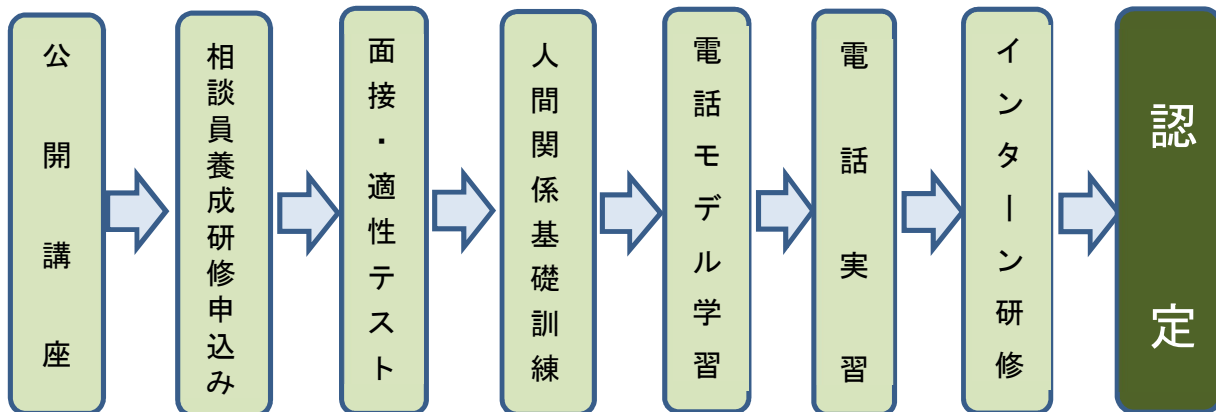 公開講座
相談員養成研修申込み
面接・適性テスト
人間関係基礎訓練
電話モデル学習
電話実習
インターン研修
認定